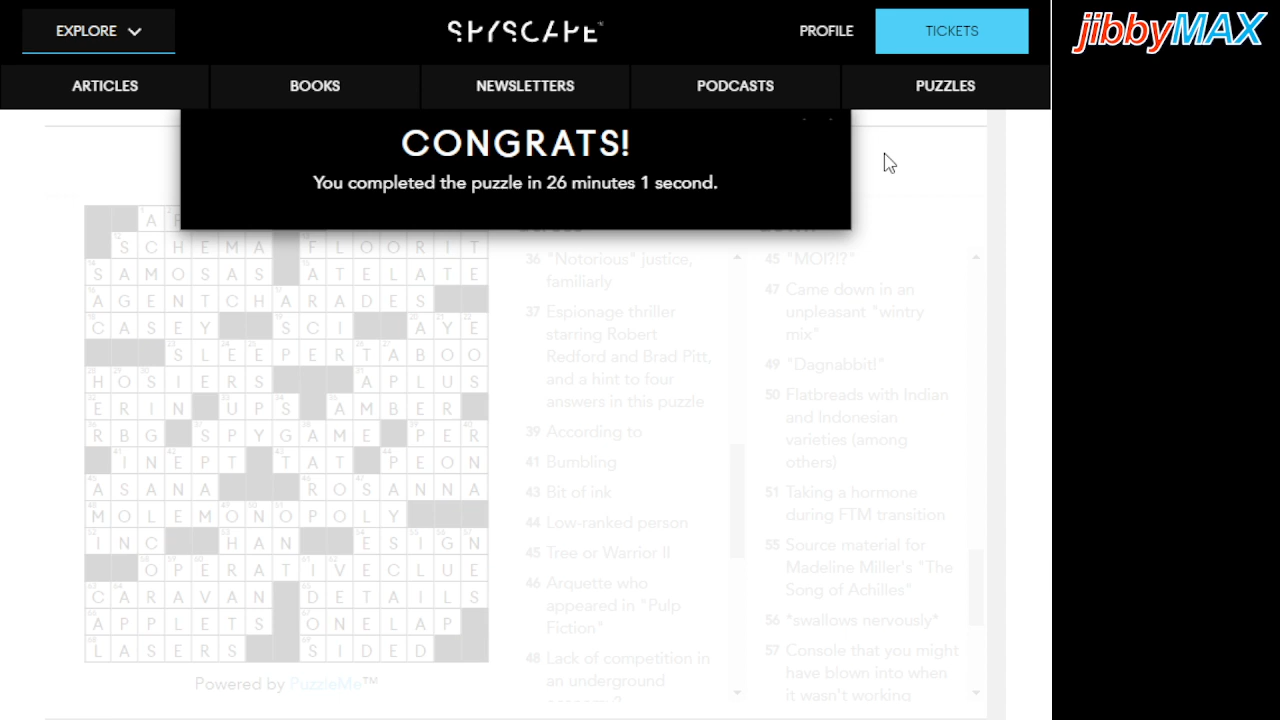 EXPLORE
SPYSCAPE™
PROFILE
TICKETS
jibbyMAX
ARTICLES
BOOKS
NEWSLETTERS
PODCASTS
PUZZLES
CONGRATS!
You completed the puzzle in 26 minutes 1 second.
A
SCHEMA FLOORIT
SAMOSAS ATELATE
AGENTCHARADES
CASEY SCI AYE
SLEEPERTABOO
HOSIERS APLUS
ERIN UPS AMBER
RBG SPYGAME PER
INEPT TAT PEON
ASANA ROSANNA
MOLEMONOPOLY
INC HAN ESIGN
OPERATIVECLUE
CARAVAN DETAILS
APPLETS ONELAP
LASERS SIDED
Powered by PuzzleMe™
36 "Notorious" justice,
familiarly
37 Espionage thriller
starring Robert
Redford and Brad Pitt,
and a hint to four
answers in this puzzle
39 According to
41 Bumbling
43 Bit of ink
44 Low-ranked person
45 Tree or Warrior II
46 Arquette who
appeared in "Pulp
Fiction"
48 Lack of competition in
an underground
45 "MOI?!?"
47 Came down in an
unpleasant "wintry
mix"
49 "Dagnabbit!"
50 Flatbreads with Indian
and Indonesian
varieties (among
others)
51 Taking a hormone
during FTM transition
55 Source material for
Madeline Miller's "The
Song of Achilles"
56 *swallows nervously*
57 Console that you might
have blown into when
it wasn't working